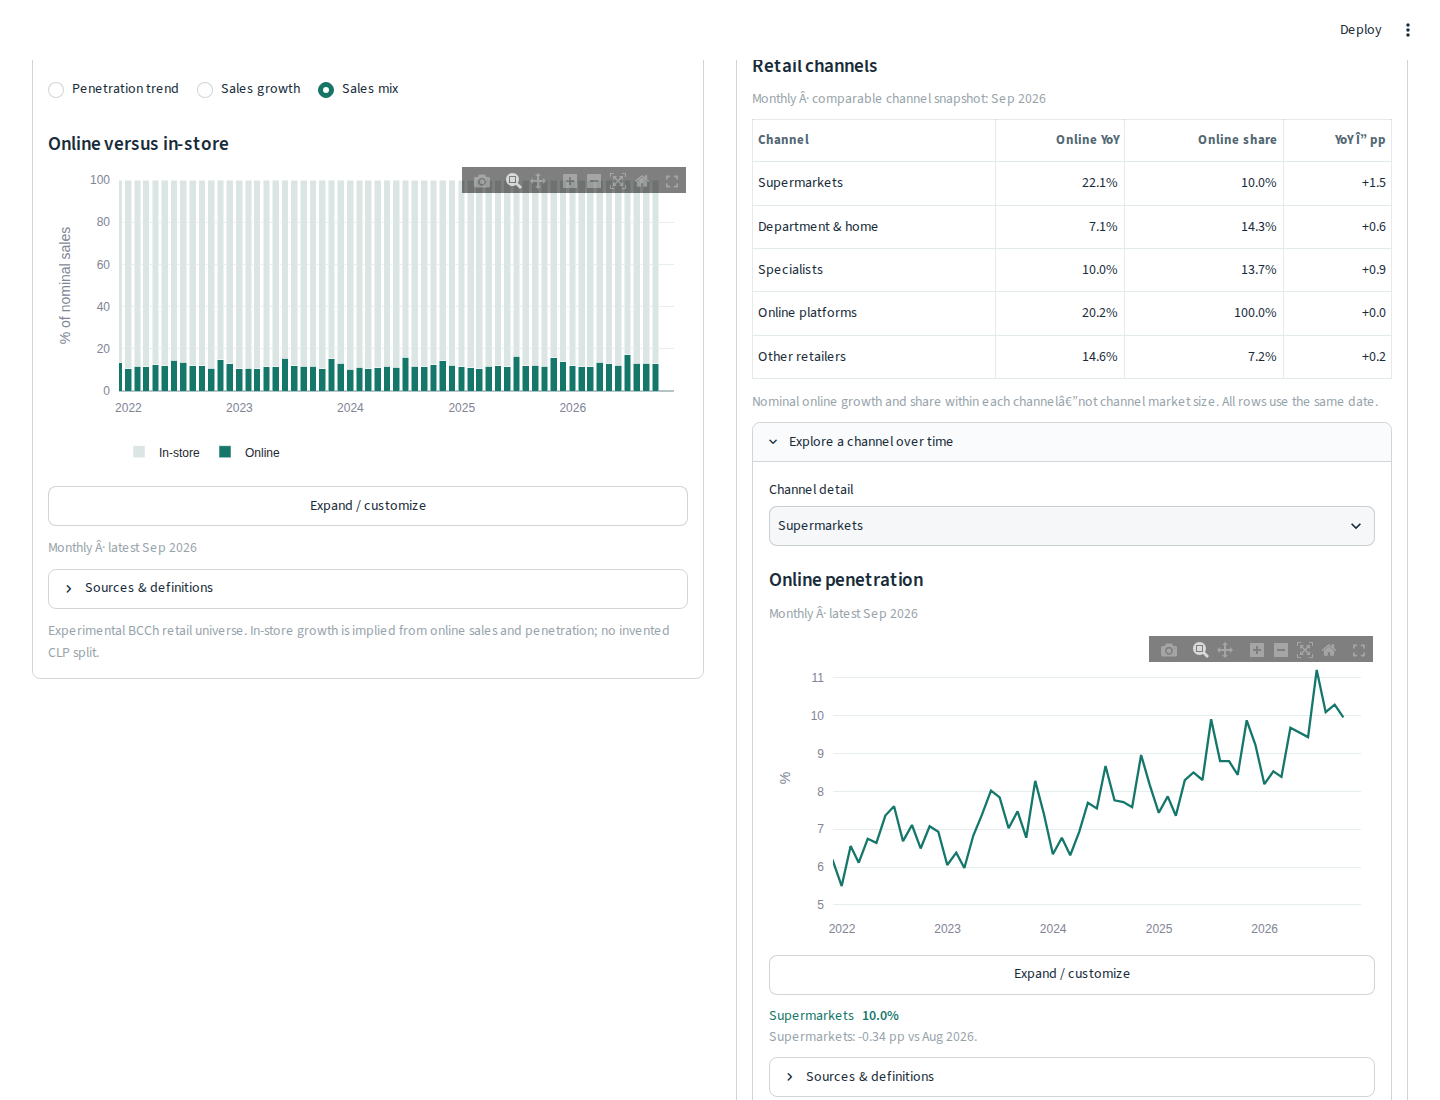 Deploy
Penetration trend
Sales growth
Sales mix
Online versus in-store
% of nominal sales
100
80
60
40
20
0
2022
2023
2024
2025
2026
In-store
Online
Expand / customize
Monthly Â· latest Sep 2026
Sources & definitions
Experimental BCCh retail universe. In-store growth is implied from online sales and penetration; no invented
CLP split.
Retail channels
Monthly Â· comparable channel snapshot: Sep 2026
Channel Online YoY Online share YoY Î” pp
Supermarkets 22.1% 10.0% +1.5
Department & home 7.1% 14.3% +0.6
Specialists 10.0% 13.7% +0.9
Online platforms 20.2% 100.0% +0.0
Other retailers 14.6% 7.2% +0.2
Nominal online growth and share within each channelâ€”not channel market size. All rows use the same date.
Explore a channel over time
Channel detail
Supermarkets
Online penetration
Monthly Â· latest Sep 2026
%
11
10
9
8
7
6
5
2022
2023
2024
2025
2026
Expand / customize
Supermarkets 10.0%
Supermarkets: -0.34 pp vs Aug 2026.
Sources & definitions